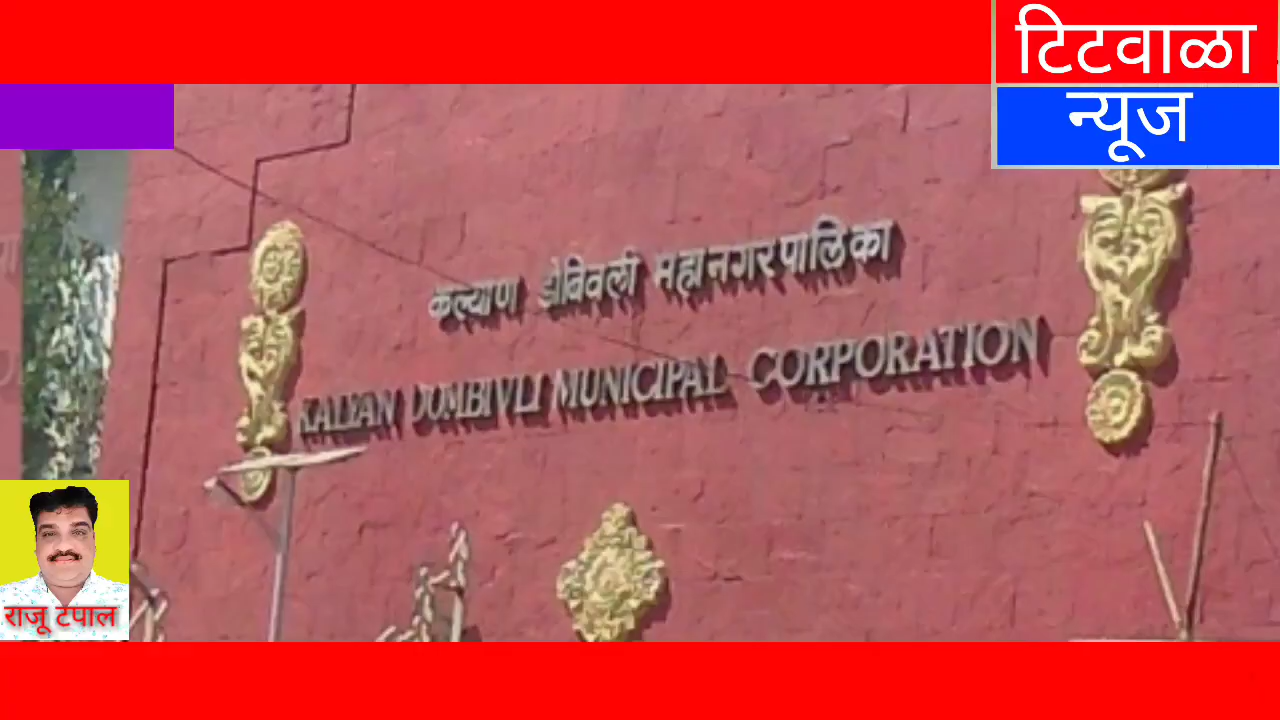 टिटवाळा
न्यूज
कल्याण डोंबिवली महानगरपालिका
KALYAN DOMBIVLI MUNICIPAL CORPORATION
राजू टपाल